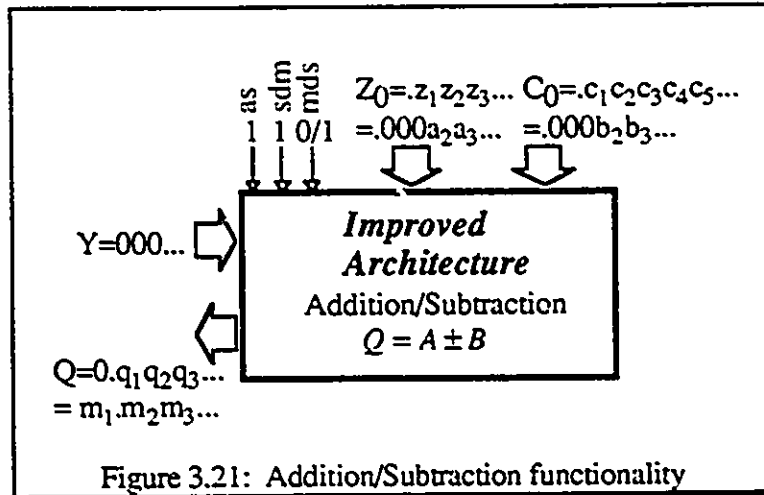 as sdm mds
1 1 0/1
Z₀=.z₁z₂z₃... C₀=.c₁c₂c₃c₄c₅...
=.000a₂a₃... =.000b₂b₃...
Y=000...
Improved
Architecture
Addition/Subtraction
Q = A ± B
Q=0.q₁q₂q₃...
= m₁.m₂m₃...
Figure 3.21: Addition/Subtraction functionality